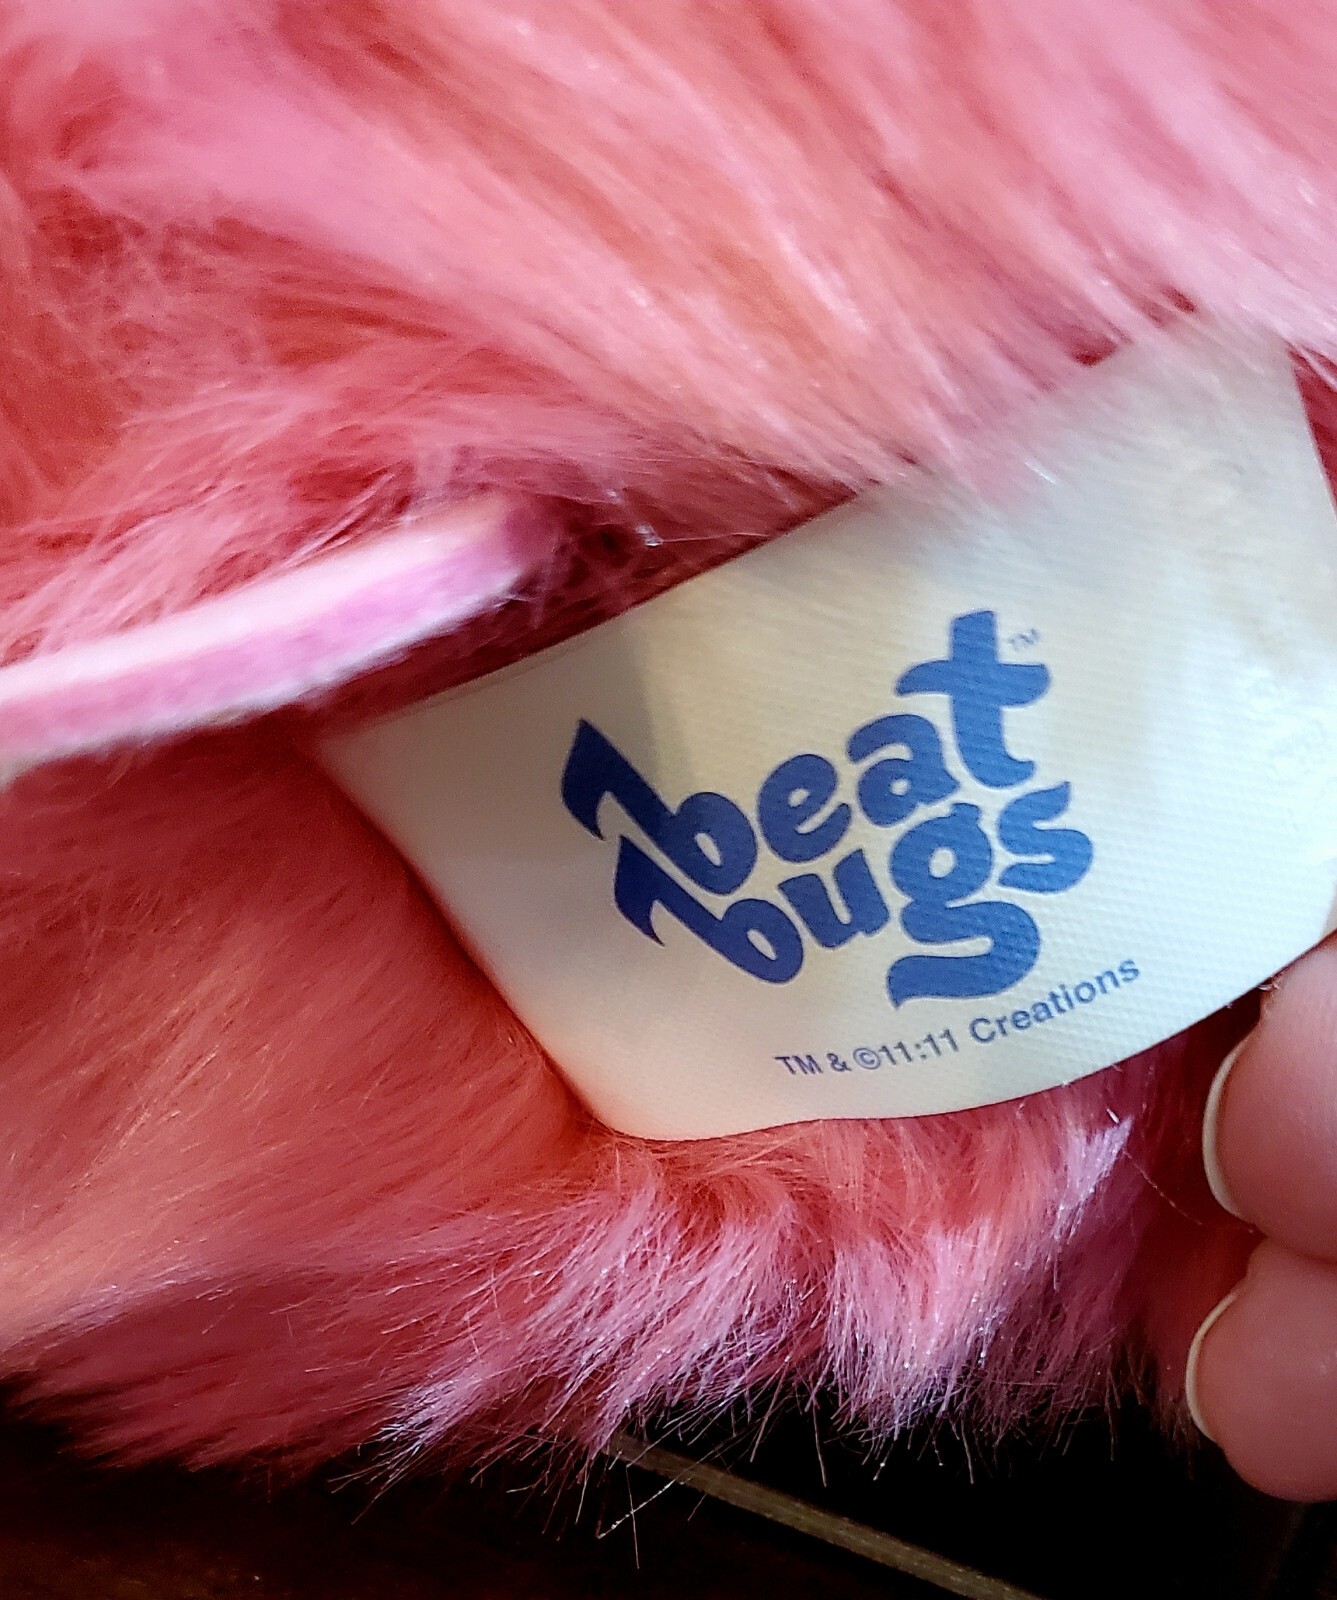 beat™
bugs
TM & ©11:11 Creations